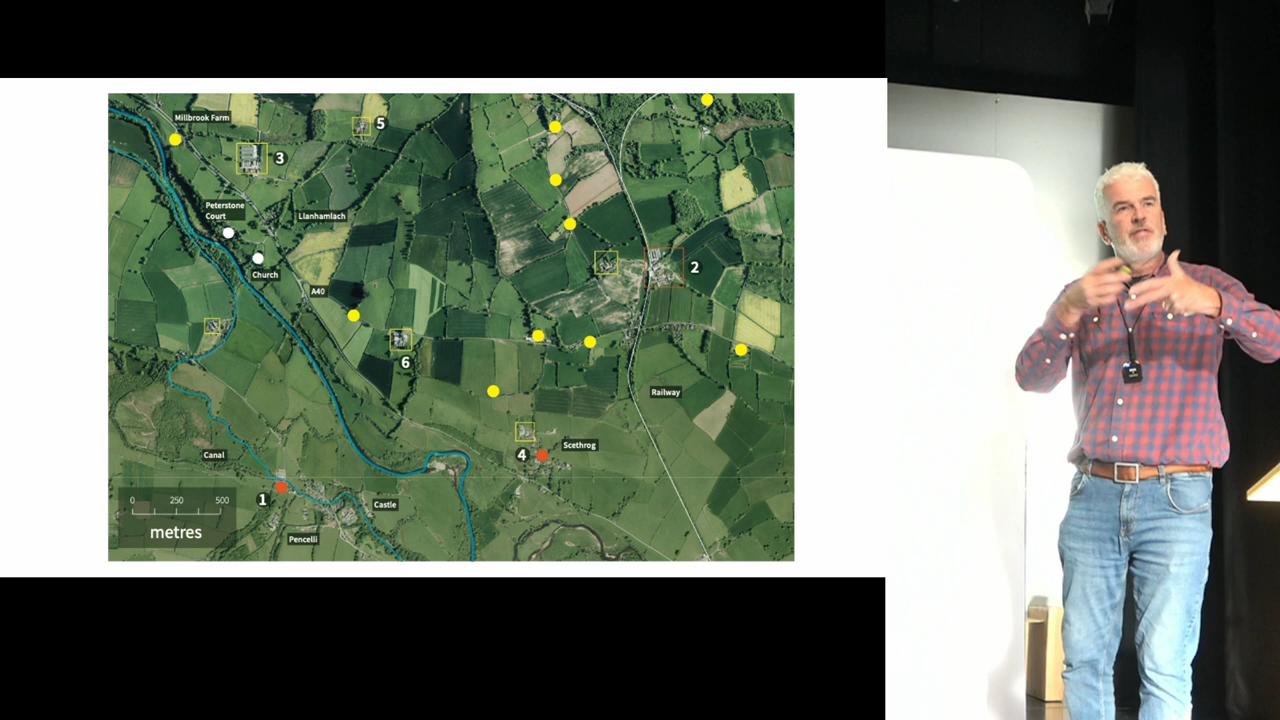 Millbrook Farm
5
3
Peterstone
Court
Llanhamlach
Church
2
A40
6
Railway
Scethrog
4
Canal
1
Castle
0 250 500
metres
Pencelli